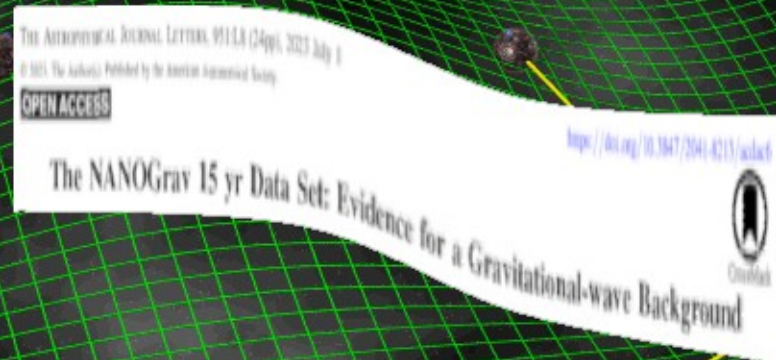 THE ASTROPHYSICAL JOURNAL LETTERS, 951:L8 (24pp), 2023 July 1
© 2023. The Author(s). Published by the American Astronomical Society.
OPEN ACCESS
https://doi.org/10.3847/2041-8213/acdac6
The NANOGrav 15 yr Data Set: Evidence for a Gravitational-wave Background
CrossMark